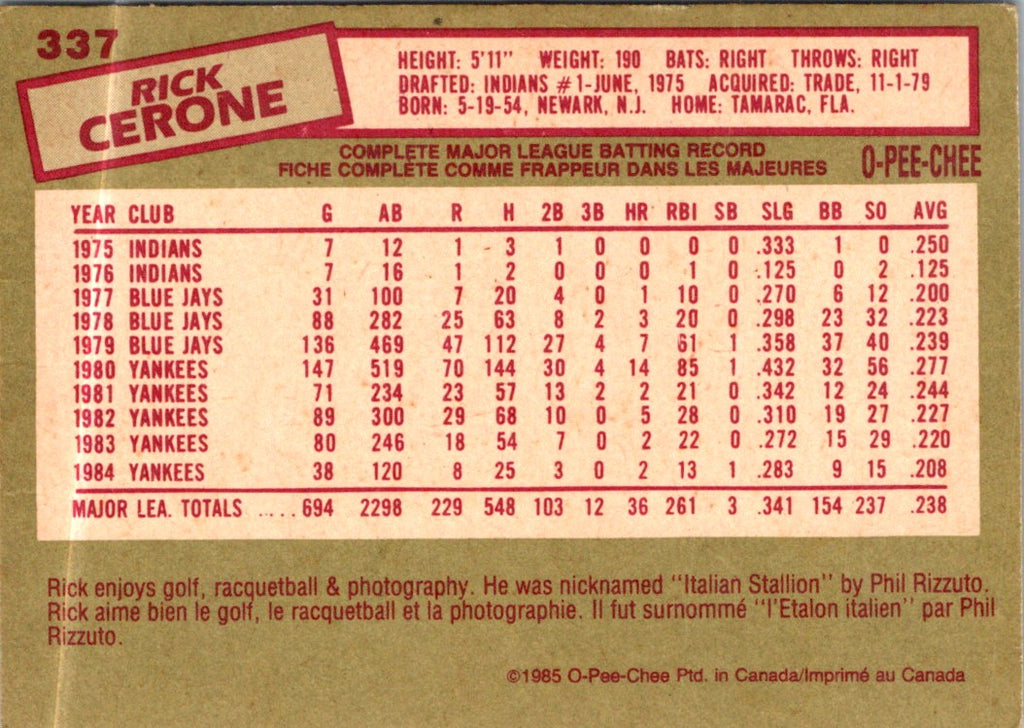 337
RICK
CERONE
HEIGHT: 5'11" WEIGHT: 190 BATS: RIGHT THROWS: RIGHT
DRAFTED: INDIANS #1-JUNE, 1975 ACQUIRED: TRADE, 11-1-79
BORN: 5-19-54, NEWARK, N.J. HOME: TAMARAC, FLA.
COMPLETE MAJOR LEAGUE BATTING RECORD
FICHE COMPLÈTE COMME FRAPPEUR DANS LES MAJEURES
O-PEE-CHEE
YEAR CLUB G AB R H 2B 3B HR RBI SB SLG BB SO AVG
1975 INDIANS 7 12 1 3 1 0 0 0 0 .333 1 0 .250
1976 INDIANS 7 16 1 2 0 0 0 1 0 .125 0 2 .125
1977 BLUE JAYS 31 100 7 20 4 0 1 10 0 .270 6 12 .200
1978 BLUE JAYS 88 282 25 63 8 2 3 20 0 .298 23 32 .223
1979 BLUE JAYS 136 469 47 112 27 4 7 61 1 .358 37 40 .239
1980 YANKEES 147 519 70 144 30 4 14 85 1 .432 32 56 .277
1981 YANKEES 71 234 23 57 13 2 2 21 0 .342 12 24 .244
1982 YANKEES 89 300 29 68 10 0 5 28 0 .310 19 27 .227
1983 YANKEES 80 246 18 54 7 0 2 22 0 .272 15 29 .220
1984 YANKEES 38 120 8 25 3 0 2 13 1 .283 9 15 .208
MAJOR LEA. TOTALS ..... 694 2298 229 548 103 12 36 261 3 .341 154 237 .238
Rick enjoys golf, racquetball & photography. He was nicknamed "Italian Stallion" by Phil Rizzuto.
Rick aime bien le golf, le racquetball et la photographie. Il fut surnommé "l'Etalon italien" par Phil
Rizzuto.
©1985 O-Pee-Chee Ptd. in Canada/Imprimé au Canada